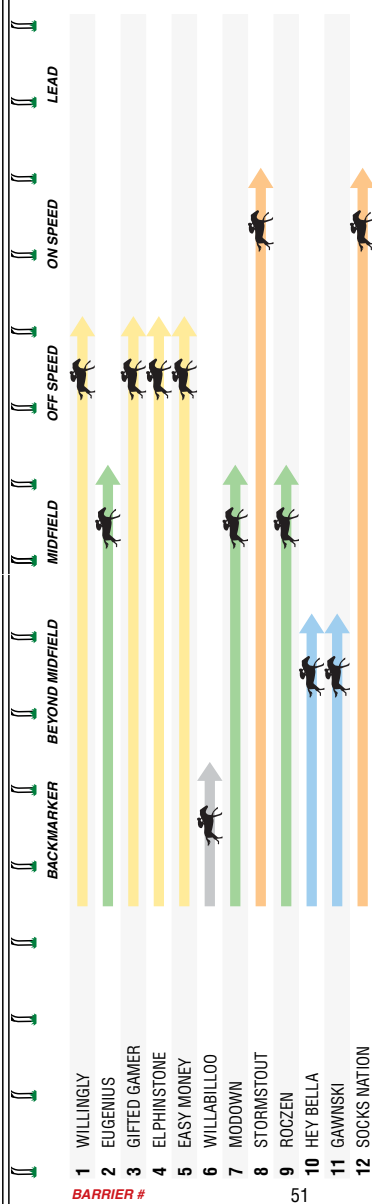 LEAD
ON SPEED
OFF SPEED
MIDFIELD
BEYOND MIDFIELD
BACKMARKER
BARRIER #
1 WILLINGLY
2 EUGENIUS
3 GIFTED GAMER
4 ELPHINSTONE
5 EASY MONEY
6 WILLABILLOO
7 MODOWN
8 STORMSTOUT
9 ROCZEN
10 HEY BELLA
11 GAWNSKI
12 SOCKS NATION
51